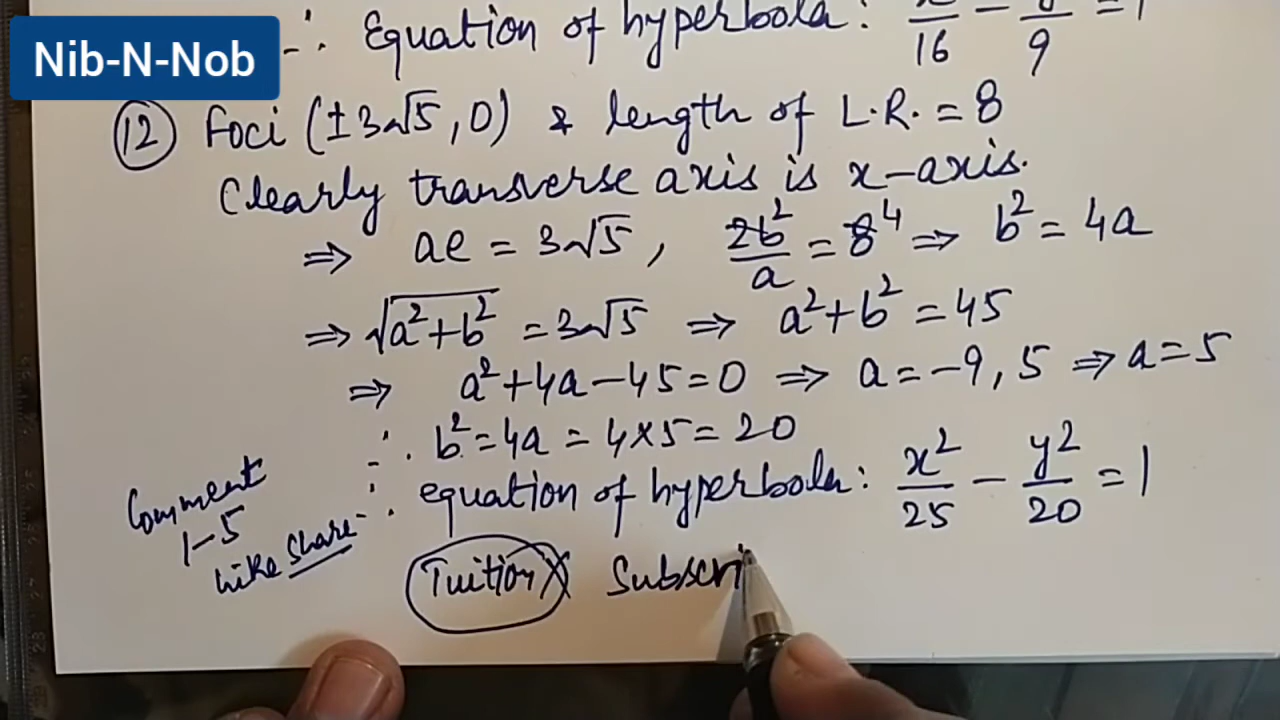 Nib-N-Nob
∴ Equation of hyperbola: x²/16 − y²/9 = 1
(12) Foci (±3√5, 0) & length of L.R. = 8
Clearly transverse axis is x-axis.
⇒ ae = 3√5, 2b²/a = 8 4 ⇒ b² = 4a
⇒ √(a²+b²) = 3√5 ⇒ a²+b² = 45
⇒ a²+4a−45=0 ⇒ a=−9, 5 ⇒ a=5
∴ b²=4a = 4×5 = 20
∴ equation of hyperbola: x²/25 − y²/20 = 1
Comment
1-5
Like Share
Tuition X Subscri